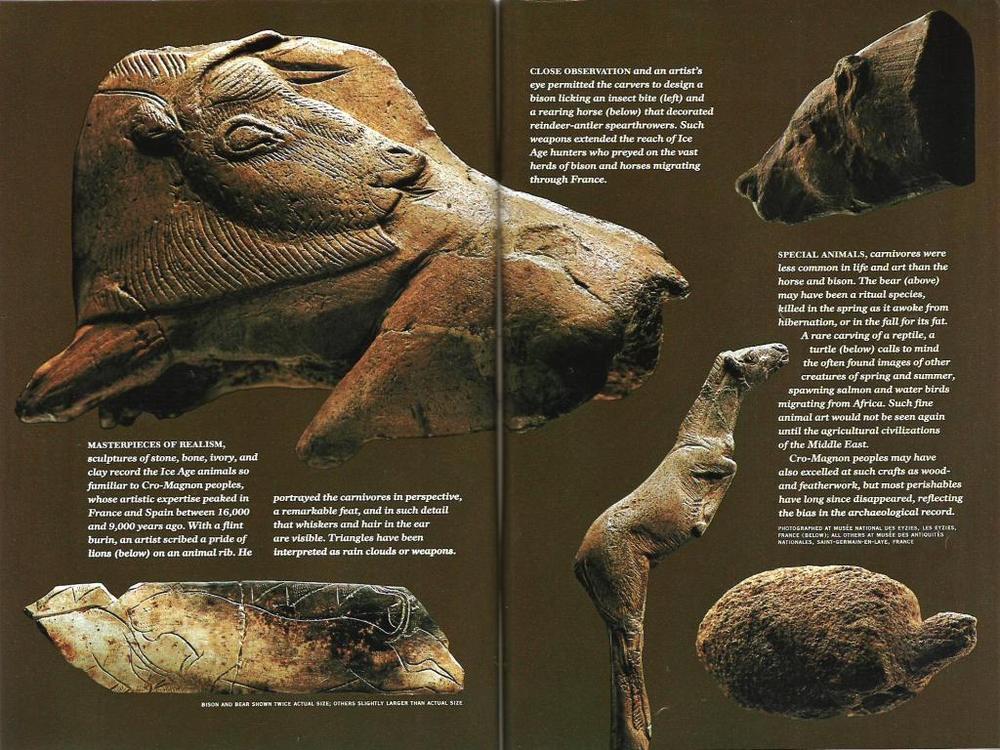 MASTERPIECES OF REALISM,
sculptures of stone, bone, ivory, and
clay record the Ice Age animals so
familiar to Cro-Magnon peoples,
whose artistic expertise peaked in
France and Spain between 16,000
and 9,000 years ago. With a flint
burin, an artist scribed a pride of
lions (below) on an animal rib. He
portrayed the carnivores in perspective,
a remarkable feat, and in such detail
that whiskers and hair in the ear
are visible. Triangles have been
interpreted as rain clouds or weapons.
BISON AND BEAR SHOWN TWICE ACTUAL SIZE; OTHERS SLIGHTLY LARGER THAN ACTUAL SIZE
CLOSE OBSERVATION and an artist's
eye permitted the carvers to design a
bison licking an insect bite (left) and
a rearing horse (below) that decorated
reindeer-antler spearthrowers. Such
weapons extended the reach of Ice
Age hunters who preyed on the vast
herds of bison and horses migrating
through France.
SPECIAL ANIMALS, carnivores were
less common in life and art than the
horse and bison. The bear (above)
may have been a ritual species,
killed in the spring as it awoke from
hibernation, or in the fall for its fat.
A rare carving of a reptile, a
turtle (below) calls to mind
the often found images of other
creatures of spring and summer,
spawning salmon and water birds
migrating from Africa. Such fine
animal art would not be seen again
until the agricultural civilizations
of the Middle East.
Cro-Magnon peoples may have
also excelled at such crafts as wood-
and featherwork, but most perishables
have long since disappeared, reflecting
the bias in the archaeological record.
PHOTOGRAPHED AT MUSÉE NATIONAL DES EYZIES, LES EYZIES,
FRANCE (BELOW); ALL OTHERS AT MUSÉE DES ANTIQUITÉS
NATIONALES, SAINT-GERMAIN-EN-LAYE, FRANCE